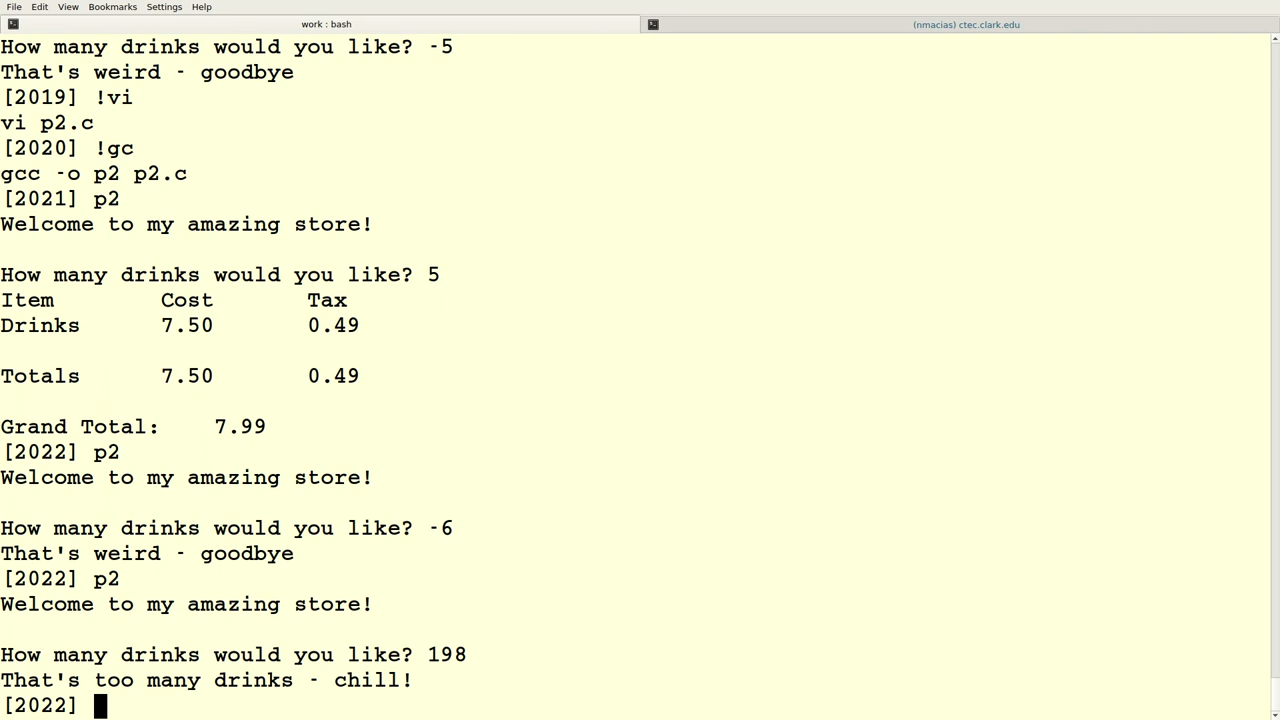 File Edit View Bookmarks Settings Help
work : bash
(nmacias) ctec.clark.edu
How many drinks would you like? -5
That's weird - goodbye
[2019] !vi
vi p2.c
[2020] !gc
gcc -o p2 p2.c
[2021] p2
Welcome to my amazing store!
How many drinks would you like? 5
Item Cost Tax
Drinks 7.50 0.49
Totals 7.50 0.49
Grand Total: 7.99
[2022] p2
Welcome to my amazing store!
How many drinks would you like? -6
That's weird - goodbye
[2022] p2
Welcome to my amazing store!
How many drinks would you like? 198
That's too many drinks - chill!
[2022]